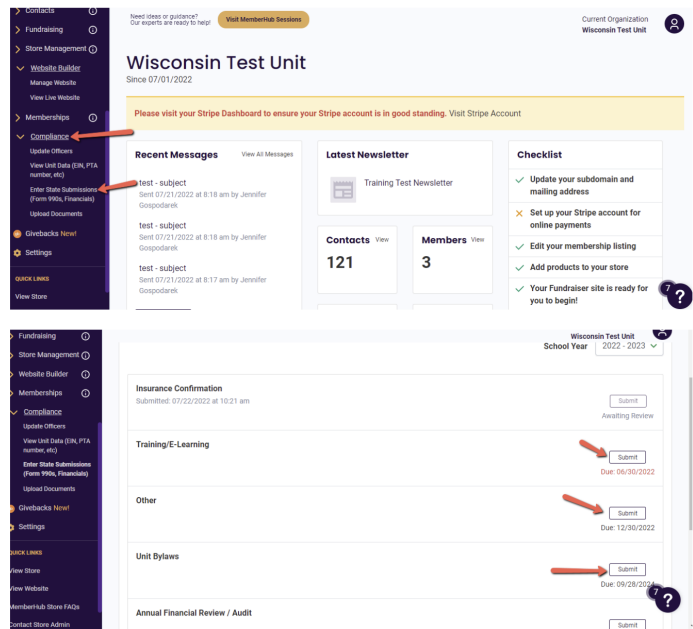 Contacts
Fundraising
Store Management
Website Builder
Manage Website
View Live Website
Memberships
Compliance
Update Officers
View Unit Data (EIN, PTA
number, etc)
Enter State Submissions
(Form 990s, Financials)
Upload Documents
Givebacks New!
Settings
QUICK LINKS
View Store
Need ideas or guidance?
Our experts are ready to help!
Visit MemberHub Sessions
Current Organization
Wisconsin Test Unit
Wisconsin Test Unit
Since 07/01/2022
Please visit your Stripe Dashboard to ensure your Stripe account is in good standing. Visit Stripe Account
Recent Messages
View All Messages
test - subject
Sent 07/21/2022 at 8:18 am by Jennifer
Gospodarek
test - subject
Sent 07/21/2022 at 8:18 am by Jennifer
Gospodarek
test - subject
Sent 07/21/2022 at 8:17 am by Jennifer
Gospodarek
Latest Newsletter
Training Test Newsletter
Contacts View
121
Members View
3
Checklist
Update your subdomain and
mailing address
Set up your Stripe account for
online payments
Edit your membership listing
Add products to your store
Your Fundraiser site is ready for
you to begin!
7
?
Fundraising
Store Management
Website Builder
Memberships
Compliance
Update Officers
View Unit Data (EIN, PTA
number, etc)
Enter State Submissions
(Form 990s, Financials)
Upload Documents
Givebacks New!
Settings
QUICK LINKS
View Store
View Website
MemberHub Store FAQs
Contact Store Admin
Wisconsin Test Unit
School Year
2022 - 2023
Insurance Confirmation
Submitted: 07/22/2022 at 10:21 am
Submit
Awaiting Review
Training/E-Learning
Submit
Due: 06/30/2022
Other
Submit
Due: 12/30/2022
Unit Bylaws
Submit
Due: 09/28/2024
7
?
Annual Financial Review / Audit
Submit